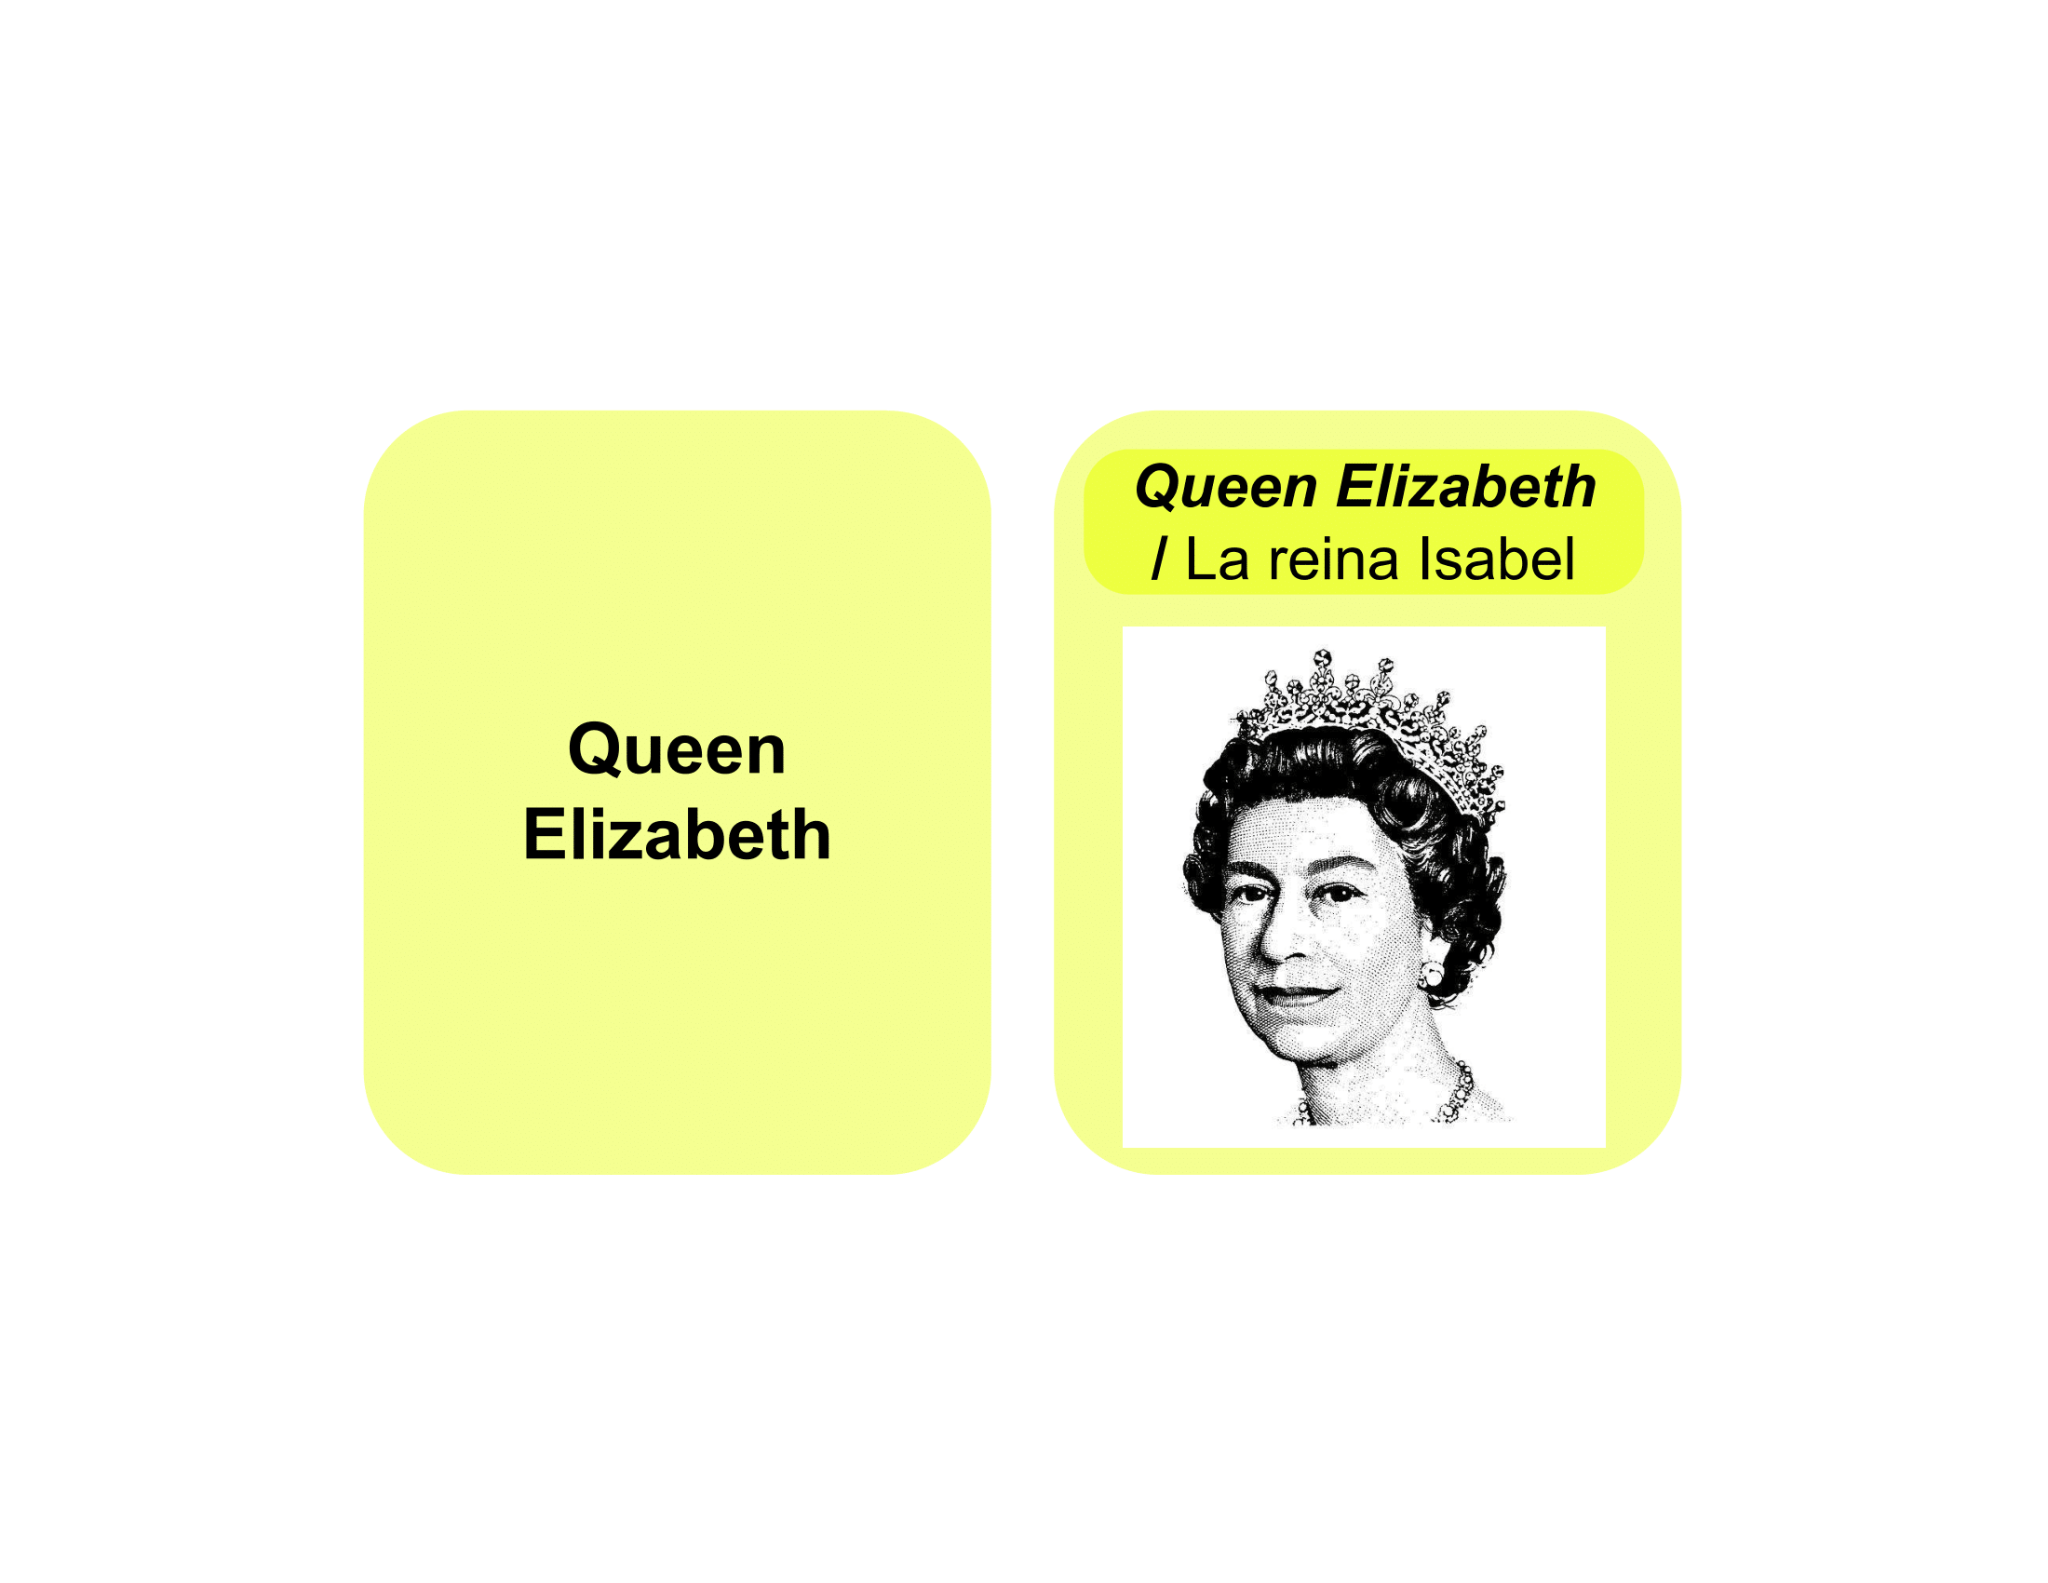 Queen
Elizabeth
Queen Elizabeth
/ La reina Isabel